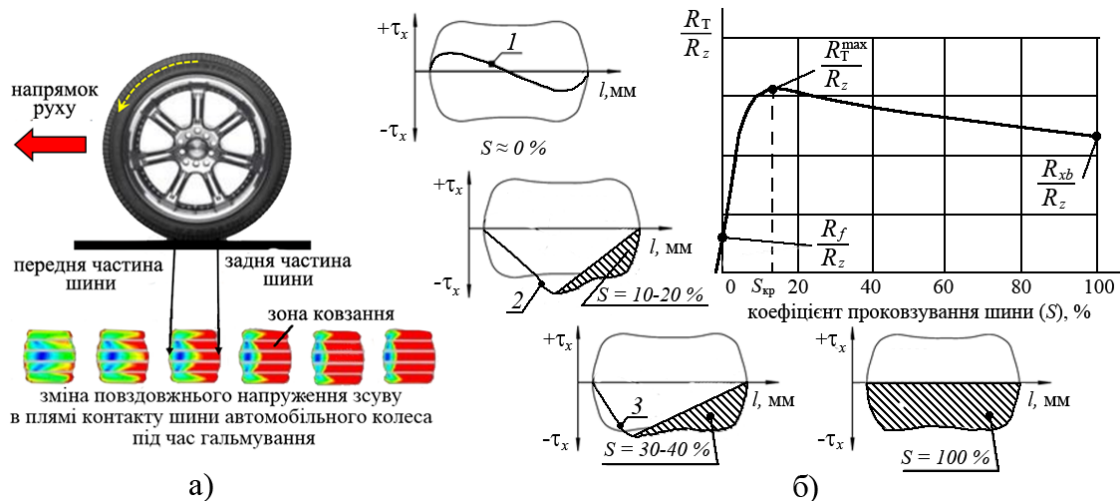 напрямок
руху
передня частина
шини
задня частина
шини
зона ковзання
зміна повздовжнього напруження зсуву
в плямі контакту шини автомобільного колеса
під час гальмування
а)
+τx
1
l,мм
-τx
S ≈ 0 %
+τx
l, мм
-τx
2
S = 10-20 %
RT
Rz
RTmax
Rz
Rxb
Rz
Rf
Rz
0 Sкр 20 40 60 80 100
коефіцієнт проковзування шини (S), %
+τx
l, мм
3
-τx
S = 30-40 %
+τx
l, мм
-τx
S = 100 %
б)